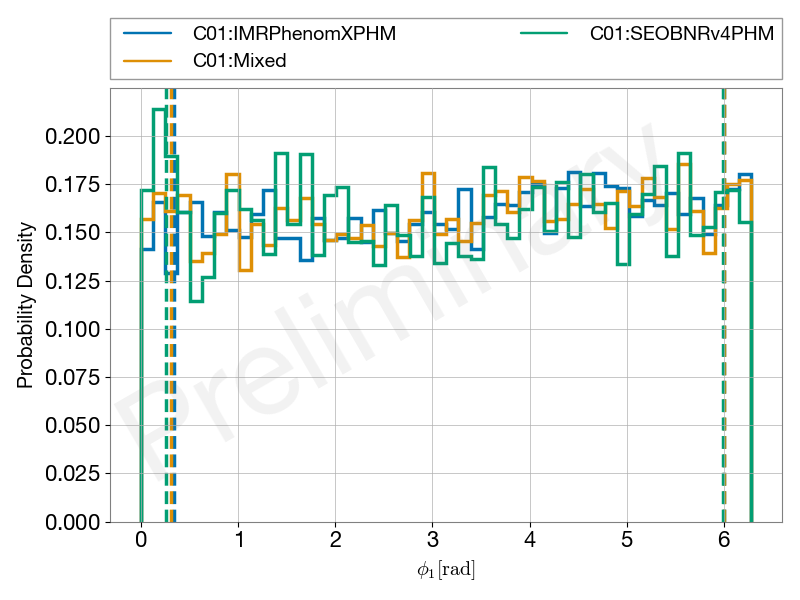 C01:IMRPhenomXPHM
C01:SEOBNRv4PHM
C01:Mixed
0.200
0.175
0.150
0.125
0.100
0.075
0.050
0.025
0.000
Probability Density
Preliminary
0 1 2 3 4 5 6
ϕ₁[rad]